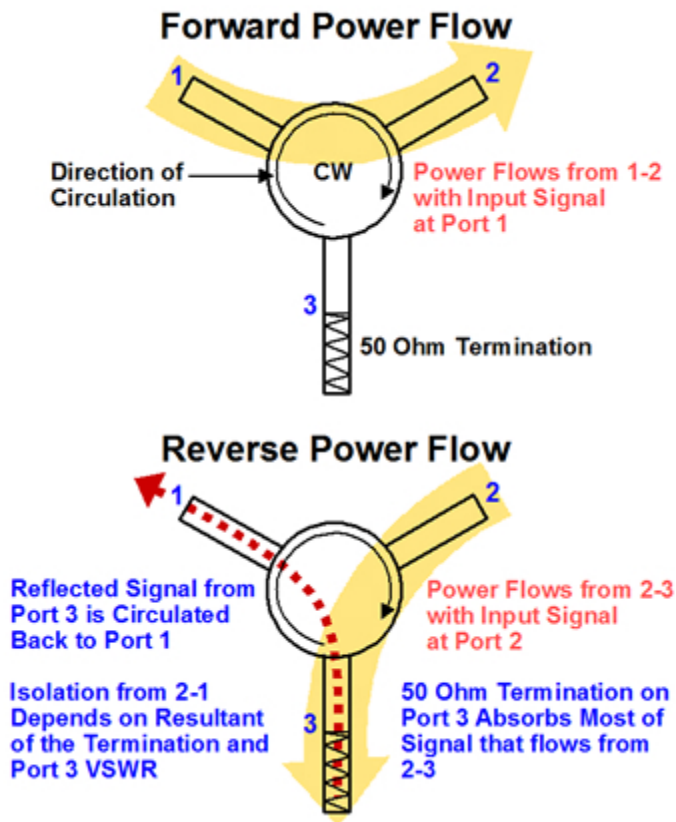 Forward Power Flow
1
2
Direction of
Circulation
CW
Power Flows from 1-2
with Input Signal
at Port 1
3
50 Ohm Termination
Reverse Power Flow
1
2
Reflected Signal from
Port 3 is Circulated
Back to Port 1
Power Flows from 2-3
with Input Signal
at Port 2
Isolation from 2-1
Depends on Resultant
of the Termination and
Port 3 VSWR
3
50 Ohm Termination on
Port 3 Absorbs Most of
Signal that flows from
2-3